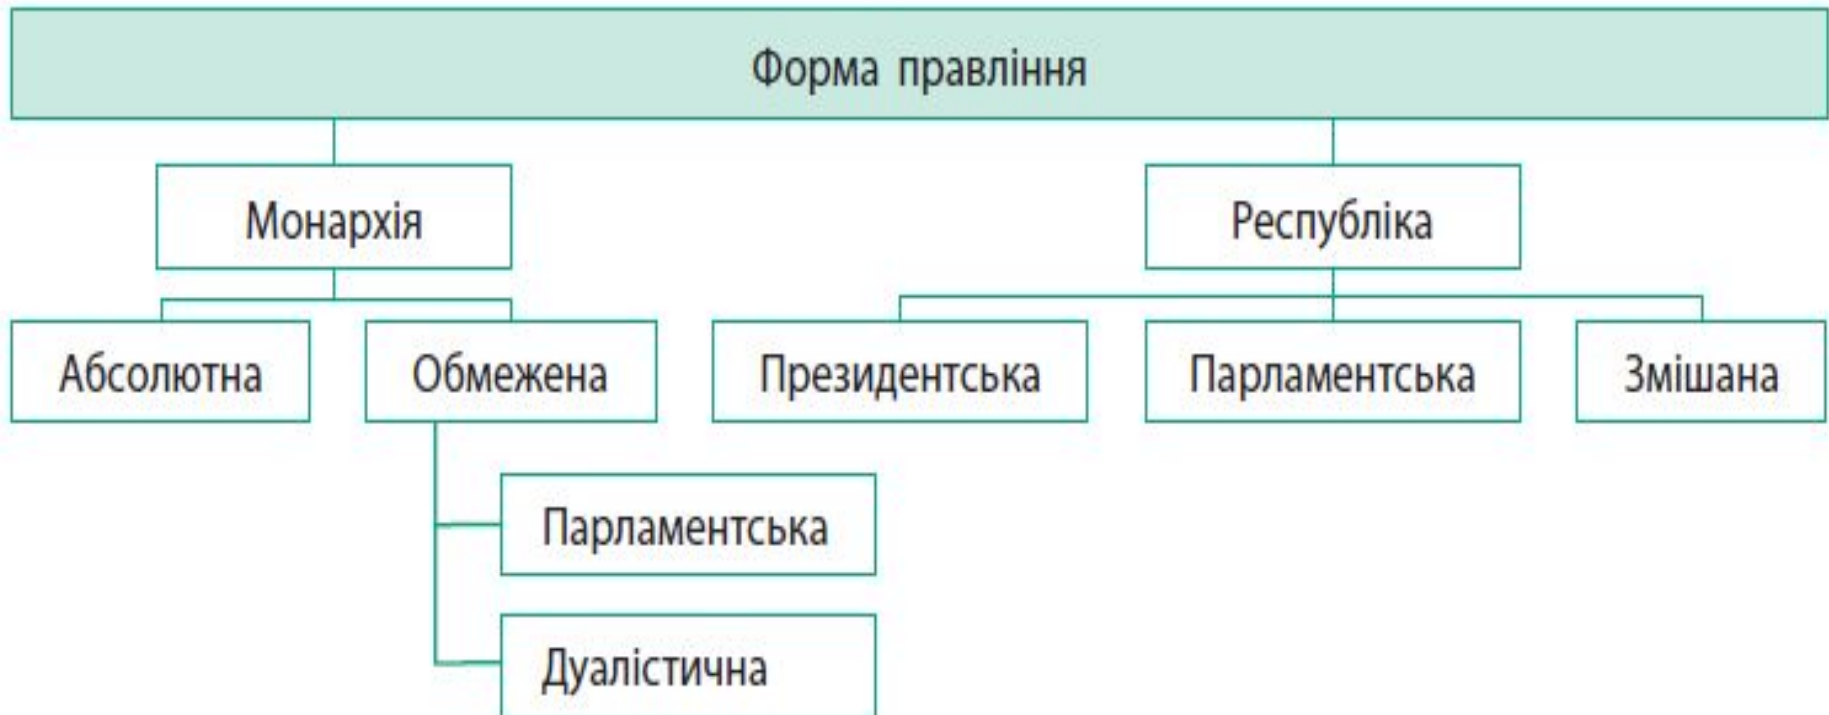 Форма правління
Монархія
Республіка
Абсолютна
Обмежена
Президентська
Парламентська
Змішана
Парламентська
Дуалістична